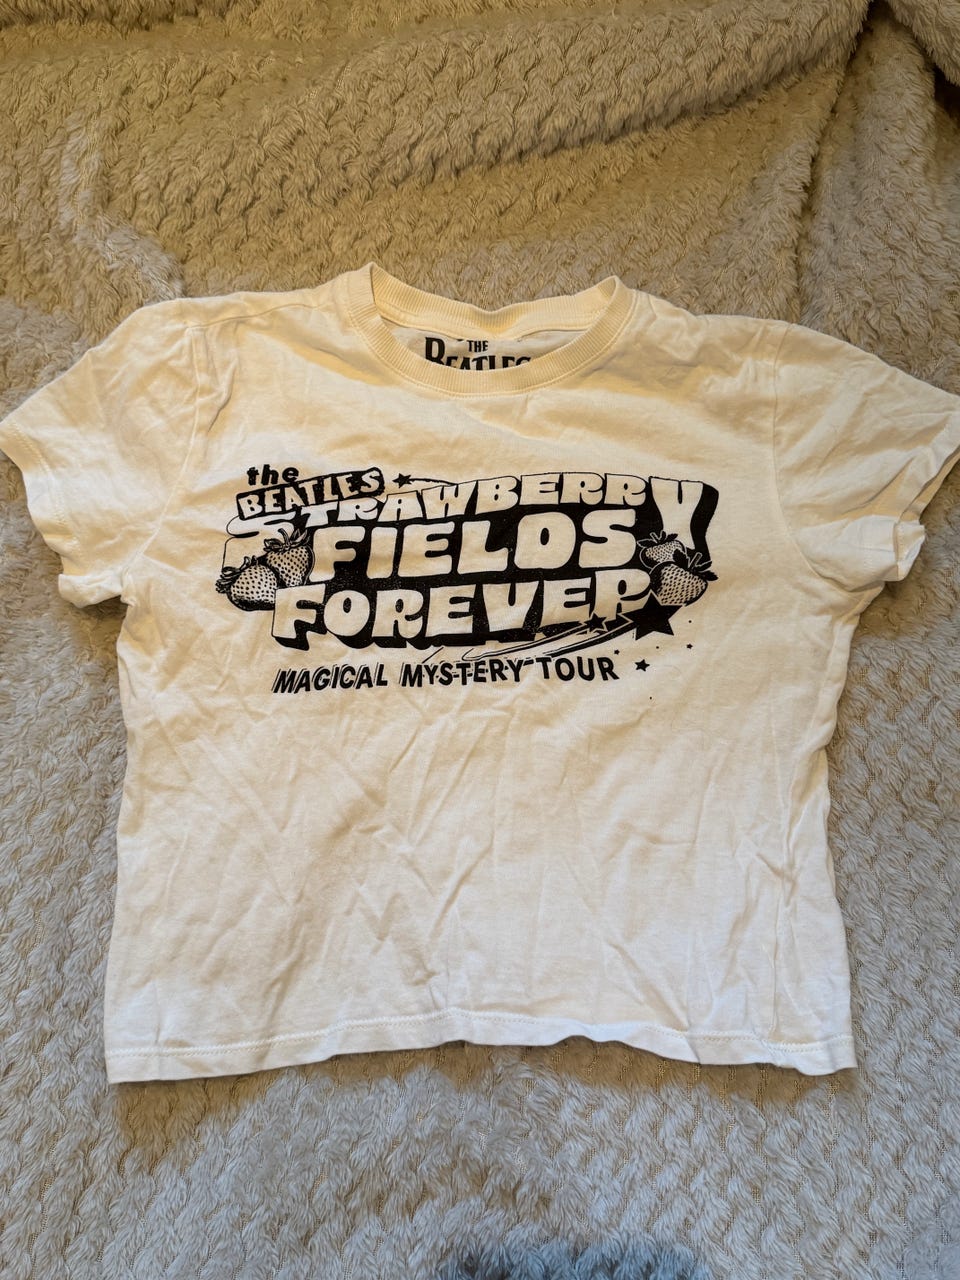 THE
BEATLES
the
BEATLES
STRAWBERRY
FIELDS
FOREVER
MAGICAL MYSTERY TOUR